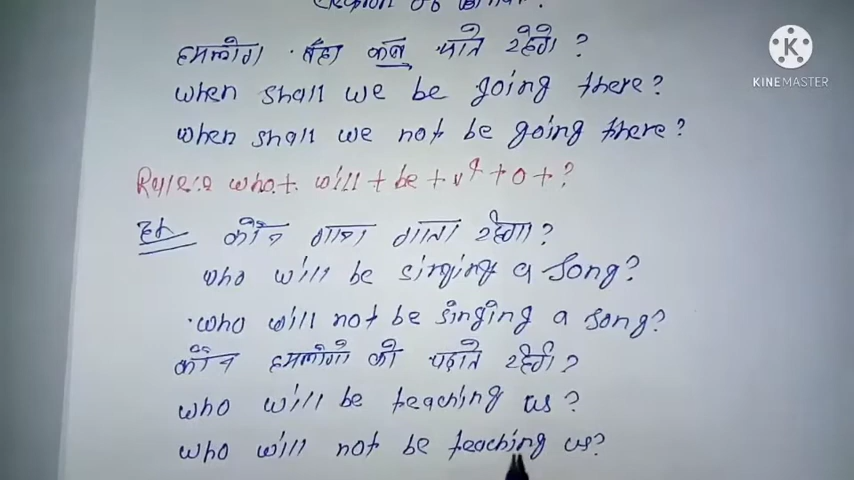 हमलोग वहाँ कब जाते रहेंगे ?
when shall we be going there?
when shall we not be going there?
Rule:2:2 who+ will + be + v⁴ + o + ?
Ex कौन गाना गाता रहेगा?
who will be singing a song?
who will not be singing a song?
कौन हमलोगों को पढ़ाते रहेंगे?
who will be teaching us?
who will not be teaching us?
K
KINEMASTER